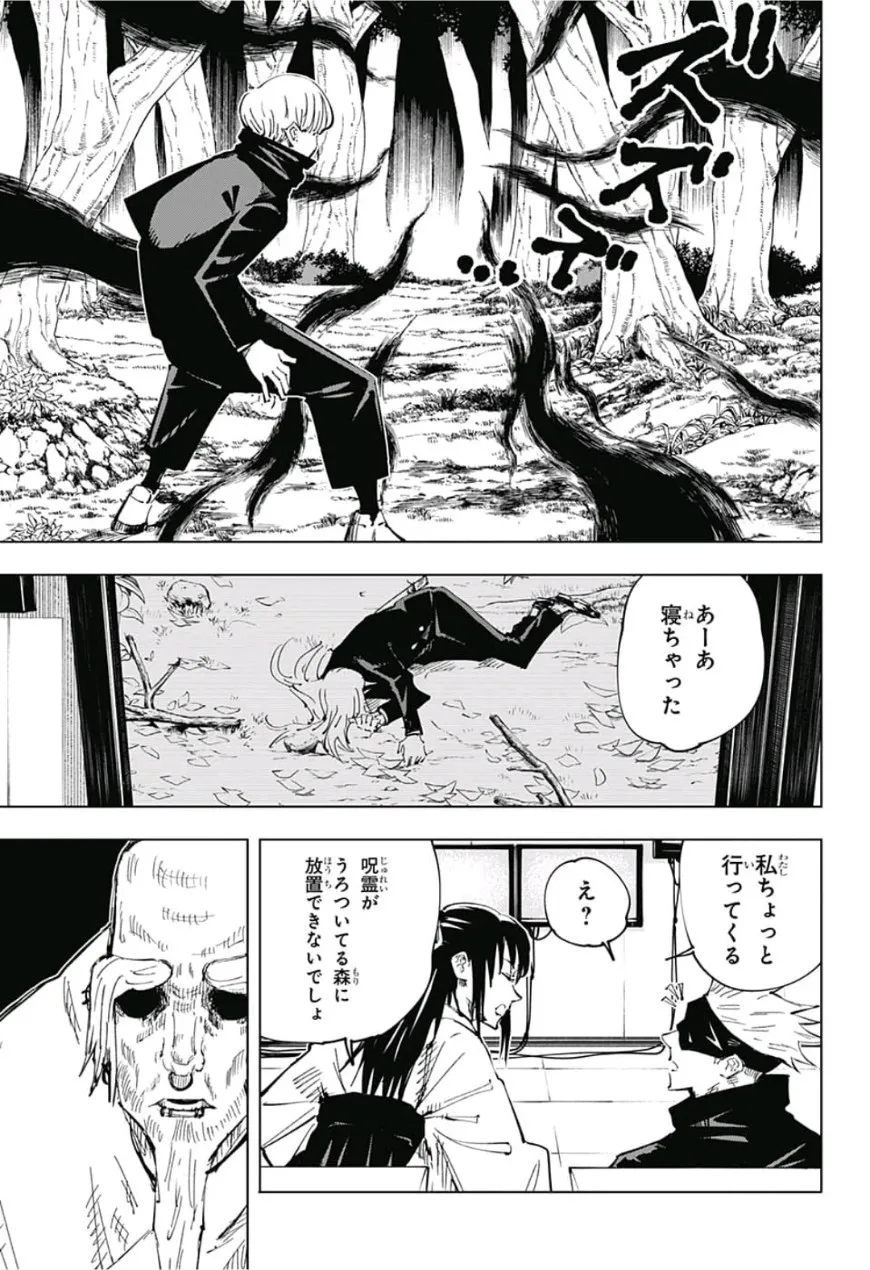 ズズズズ…
あーあ
寝ちゃった
私ちょっと
行ってくる
え？
呪霊が
うろついてる森に
放置できないでしょ